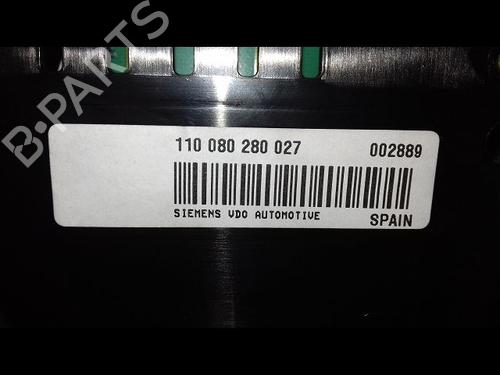 B-PARTS
110 080 280 027 002889
SIEMENS VDO AUTOMOTIVE SPAIN